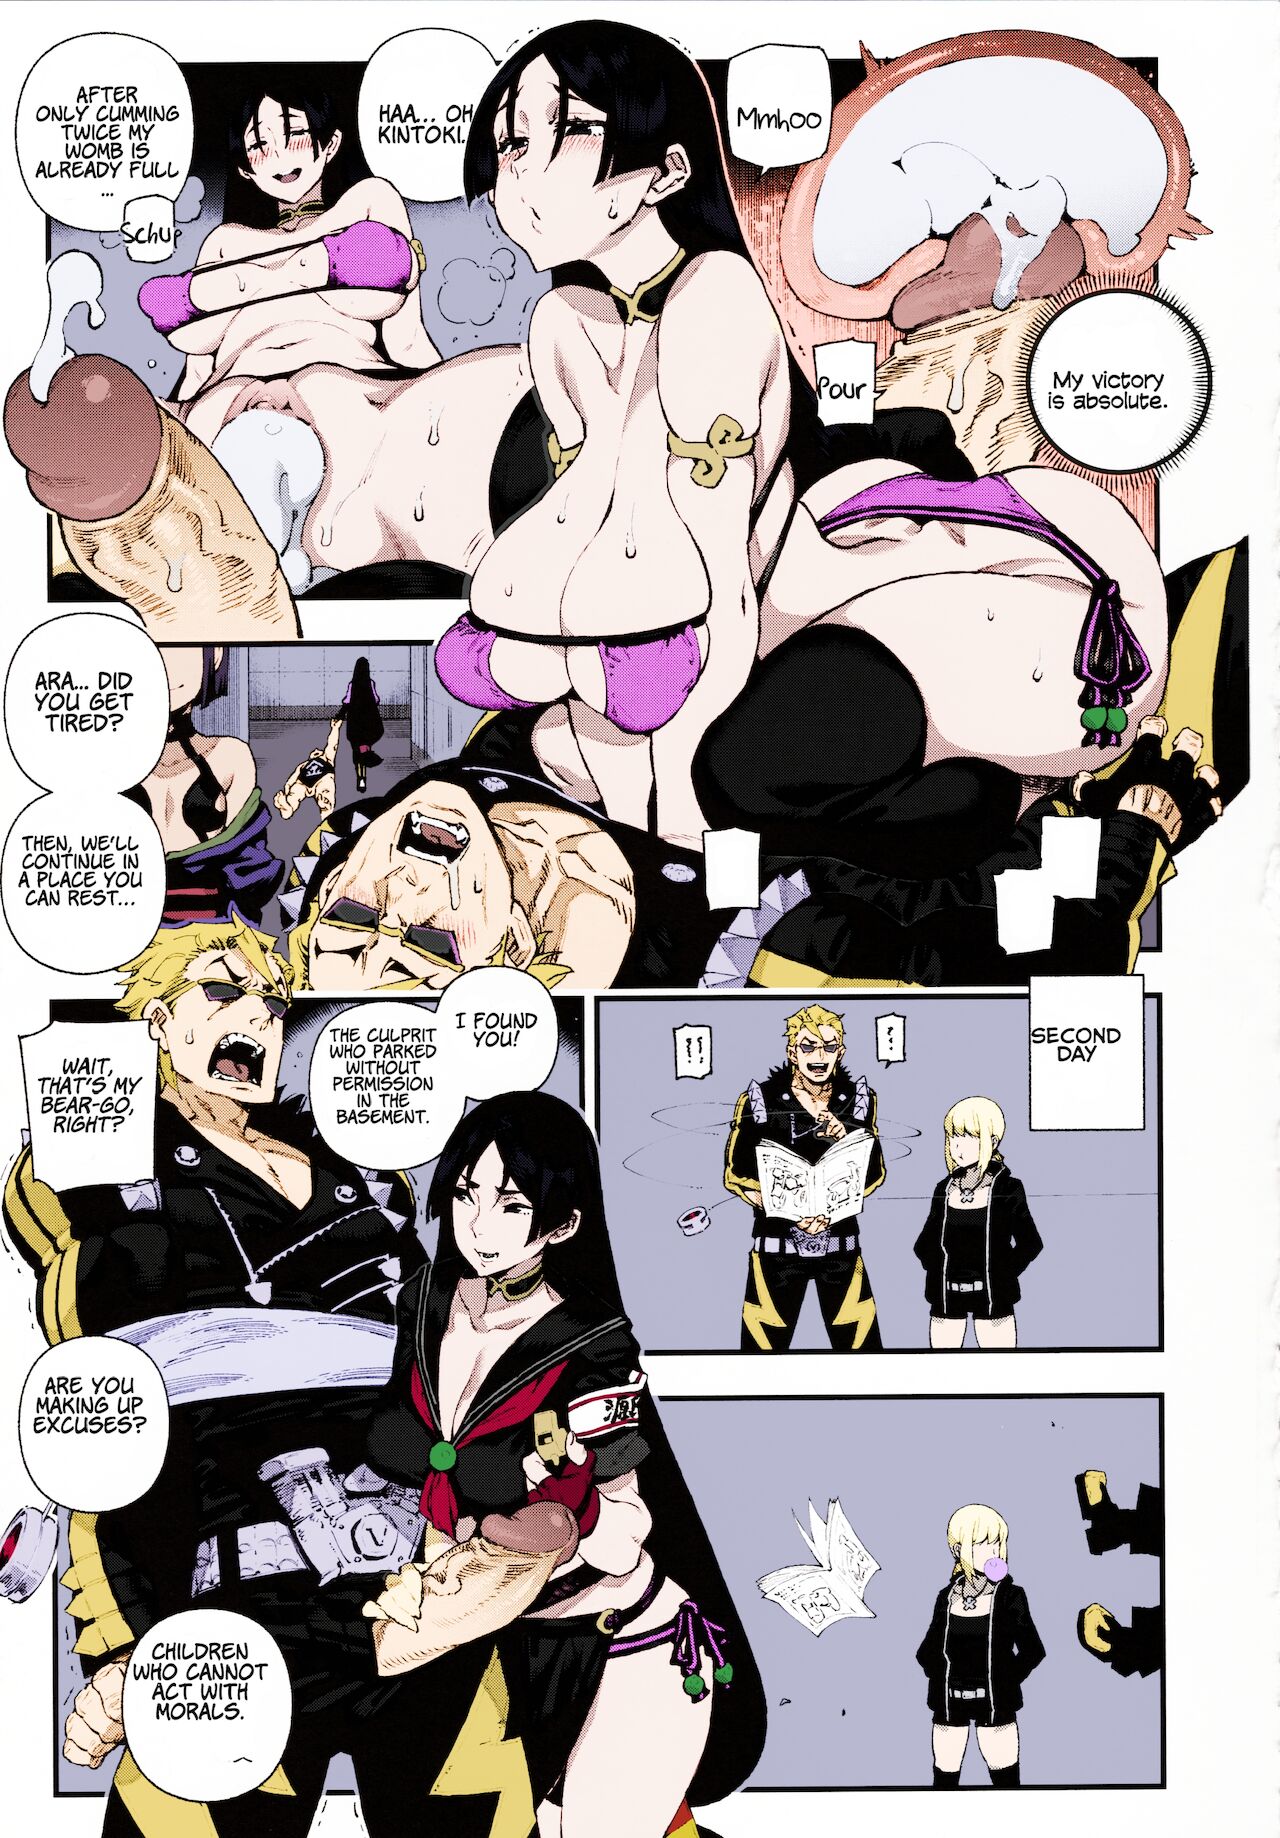 Mmhoo
My victory
is absolute.
Pour
HAA... OH
KINTOKI.
AFTER
ONLY CUMMING
TWICE MY
WOMB IS
ALREADY FULL
...
Schup
ARA... DID
YOU GET
TIRED?
THEN, WE'LL
CONTINUE IN
A PLACE YOU
CAN REST...
SECOND
DAY
I FOUND
YOU!
THE CULPRIT
WHO PARKED
WITHOUT
PERMISSION
IN THE
BASEMENT.
WAIT,
THAT'S MY
BEAR-GO,
RIGHT?
ARE YOU
MAKING UP
EXCUSES?
CHILDREN
WHO CANNOT
ACT WITH
MORALS.